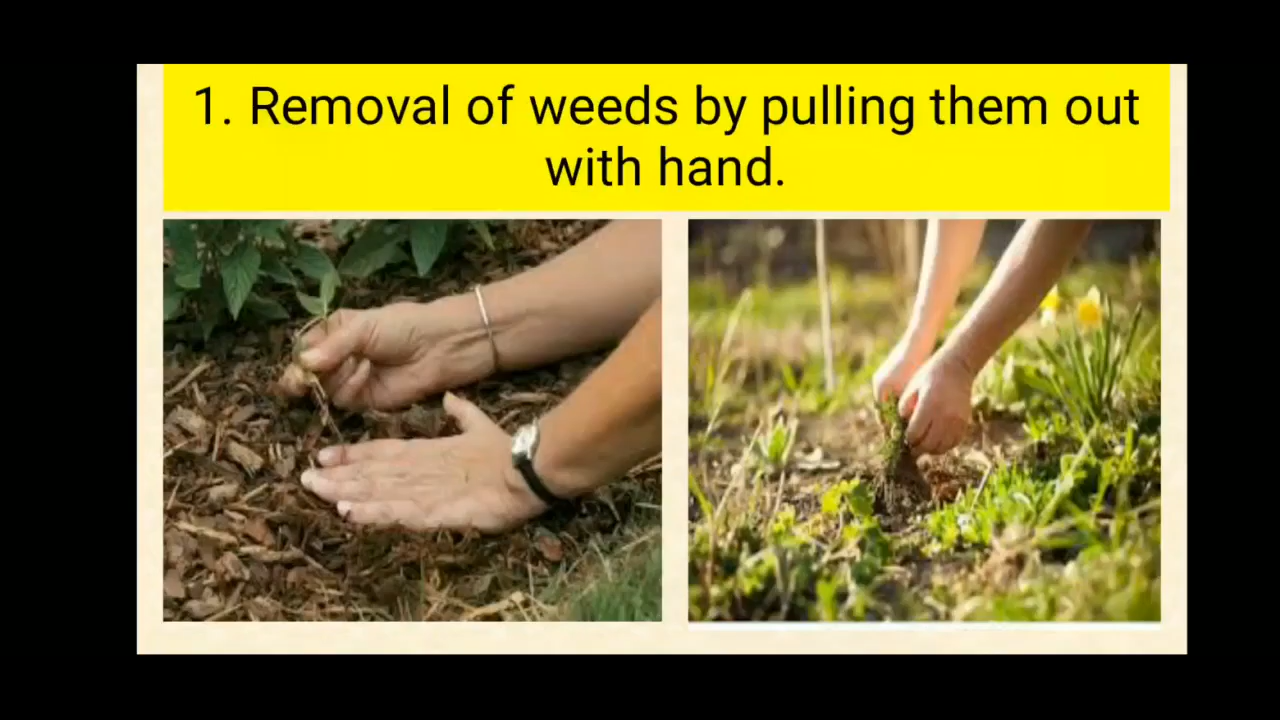 1. Removal of weeds by pulling them out
with hand.